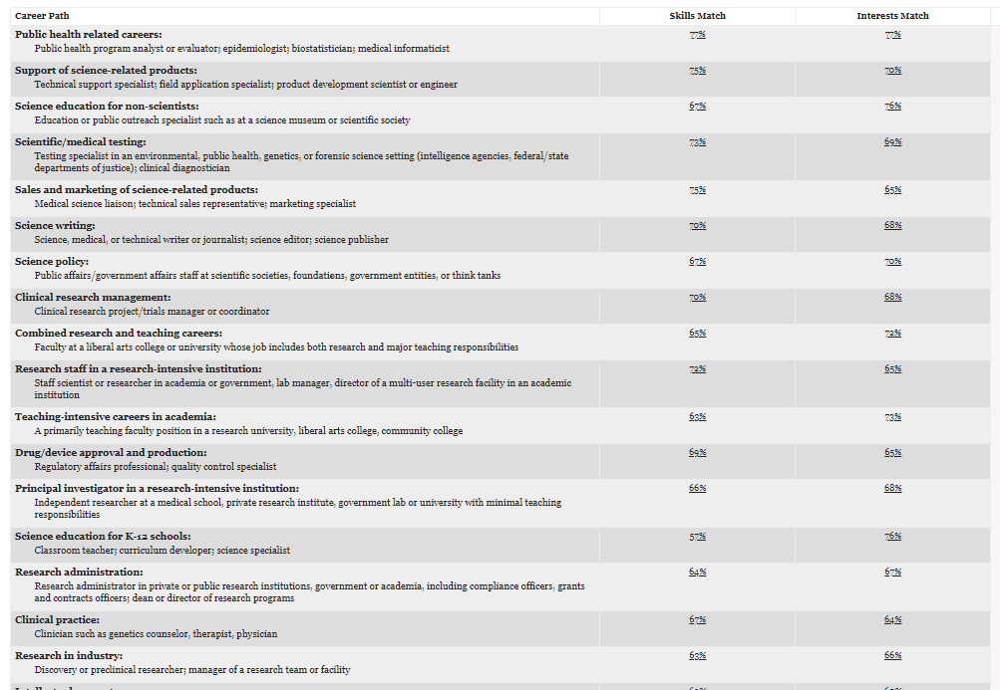 Career Path Skills Match Interests Match
Public health related careers: 77% 77%
Public health program analyst or evaluator; epidemiologist; biostatistician; medical informaticist
Support of science-related products: 75% 70%
Technical support specialist; field application specialist; product development scientist or engineer
Science education for non-scientists: 67% 76%
Education or public outreach specialist such as at a science museum or scientific society
Scientific/medical testing: 73% 69%
Testing specialist in an environmental, public health, genetics, or forensic science setting (intelligence agencies, federal/state
departments of justice); clinical diagnostician
Sales and marketing of science-related products: 75% 65%
Medical science liaison; technical sales representative; marketing specialist
Science writing: 70% 68%
Science, medical, or technical writer or journalist; science editor; science publisher
Science policy: 67% 70%
Public affairs/government affairs staff at scientific societies, foundations, government entities, or think tanks
Clinical research management: 70% 68%
Clinical research project/trials manager or coordinator
Combined research and teaching careers: 65% 72%
Faculty at a liberal arts college or university whose job includes both research and major teaching responsibilities
Research staff in a research-intensive institution: 72% 65%
Staff scientist or researcher in academia or government, lab manager, director of a multi-user research facility in an academic
institution
Teaching-intensive careers in academia: 63% 73%
A primarily teaching faculty position in a research university, liberal arts college, community college
Drug/device approval and production: 69% 65%
Regulatory affairs professional; quality control specialist
Principal investigator in a research-intensive institution: 66% 68%
Independent researcher at a medical school, private research institute, government lab or university with minimal teaching
responsibilities
Science education for K-12 schools: 57% 76%
Classroom teacher; curriculum developer; science specialist
Research administration: 64% 67%
Research administrator in private or public research institutions, government or academia, including compliance officers, grants
and contracts officers; dean or director of research programs
Clinical practice: 67% 64%
Clinician such as genetics counselor, therapist, physician
Research in industry: 63% 66%
Discovery or preclinical researcher; manager of a research team or facility